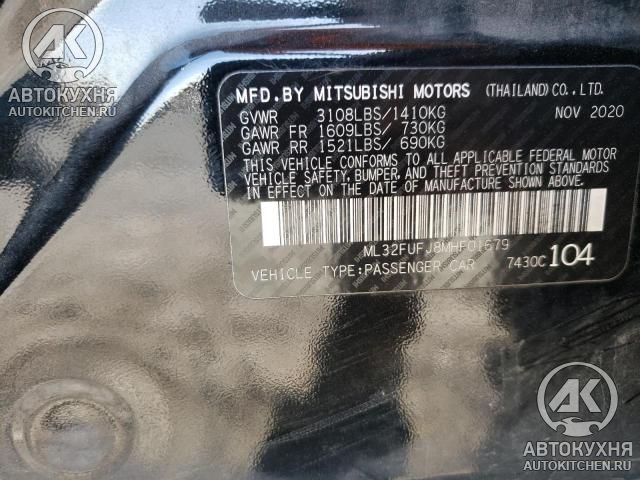 АК
АВТОКУХНЯ
AUTOKITCHEN.RU
MFD.BY MITSUBISHI MOTORS (THAILAND)CO.,LTD.
GVWR 3108LBS/1410KG NOV 2020
GAWR FR 1609LBS/ 730KG
GAWR RR 1521LBS/ 690KG
THIS VEHICLE CONFORMS TO ALL APPLICABLE FEDERAL MOTOR
VEHICLE SAFETY, BUMPER, AND THEFT PREVENTION STANDARDS
IN EFFECT ON THE DATE OF MANUFACTURE SHOWN ABOVE.
ML32FUFJ8MHF01679
VEHICLE TYPE:PASSENGER CAR 7430C 104
АК
АВТОКУХНЯ
AUTOKITCHEN.RU